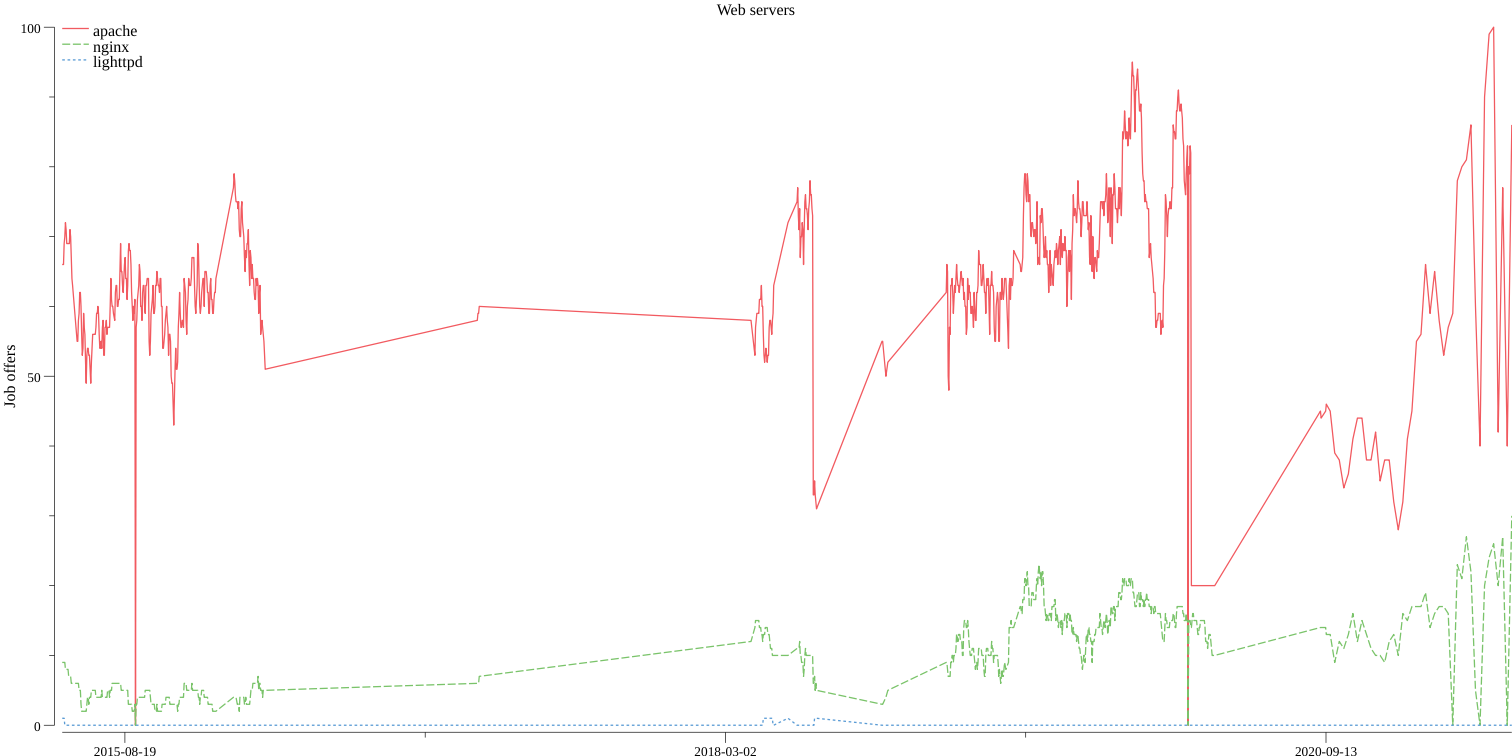 Web servers
100
apache
nginx
lighttpd
Job offers
50
0
2015-08-19
2018-03-02
2020-09-13